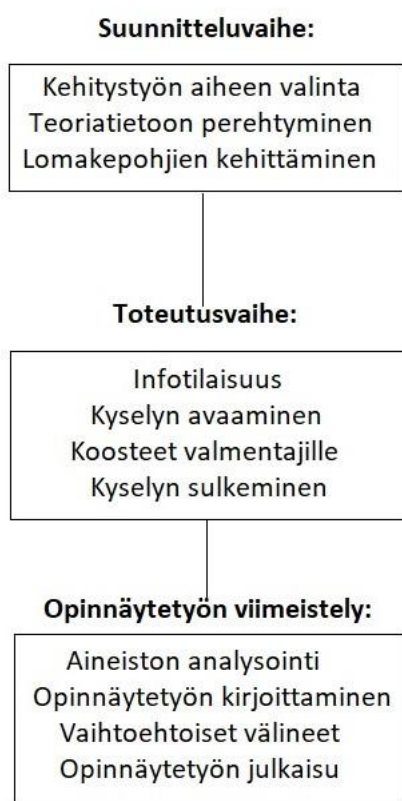 Suunnitteluvaihe:
Kehitystyön aiheen valinta
Teoriatietoon perehtyminen
Lomakepohjien kehittäminen
Toteutusvaihe:
Infotilaisuus
Kyselyn avaaminen
Koosteet valmentajille
Kyselyn sulkeminen
Opinnäytetyön viimeistely:
Aineiston analysointi
Opinnäytetyön kirjoittaminen
Vaihtoehtoiset välineet
Opinnäytetyön julkaisu